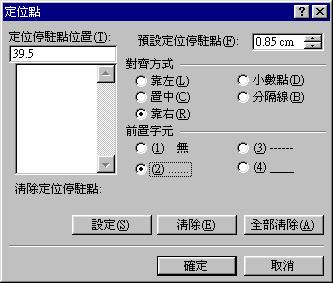 定位點
定位停駐點位置(T):
預設定位停駐點(F):
0.85 cm
39.5
對齊方式
靠左(L)
小數點(D)
置中(C)
分隔線(B)
靠右(R)
前置字元
(1) 無
(3) ------
(2) ......
(4) ____
清除定位停駐點:
設定(S)
清除(E)
全部清除(A)
確定
取消